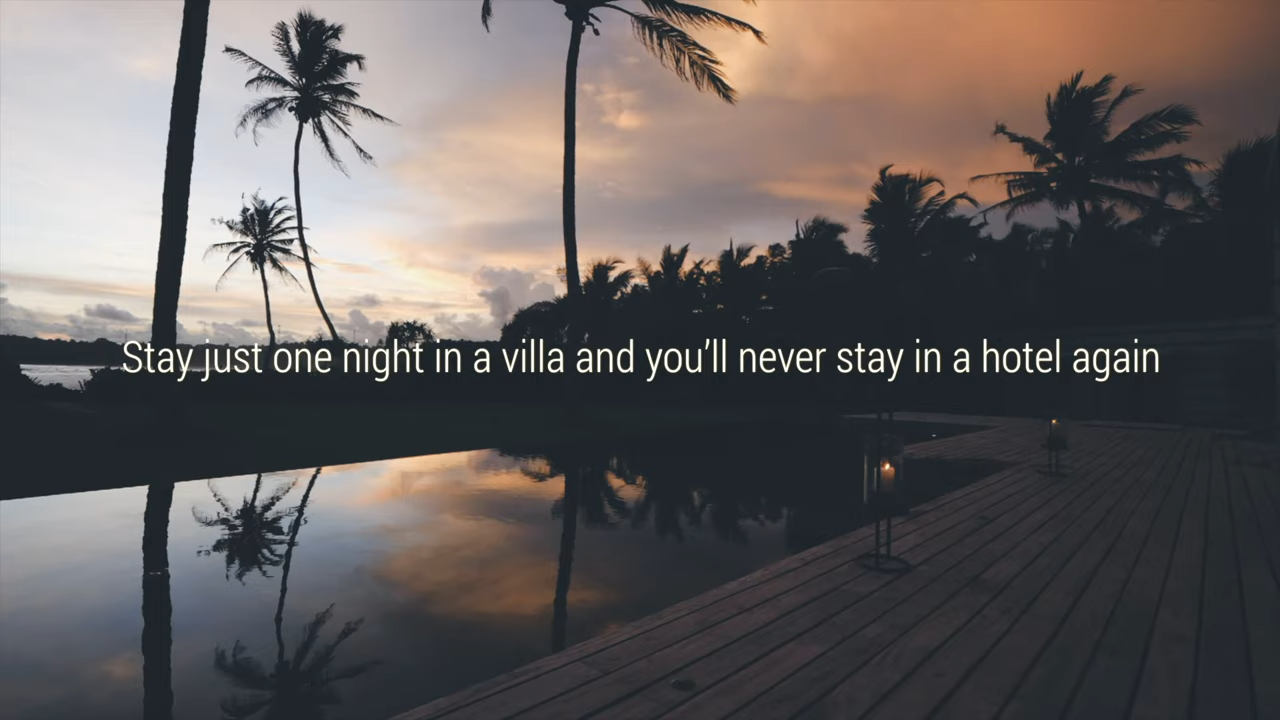 Stay just one night in a villa and you’ll never stay in a hotel again